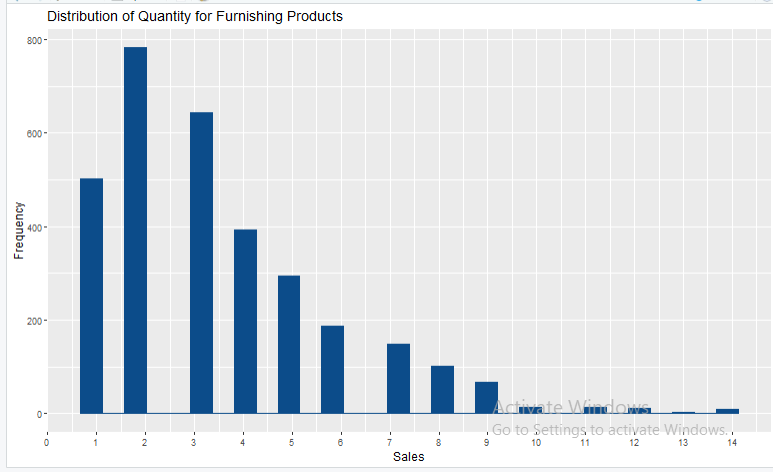 Distribution of Quantity for Furnishing Products
800
600
400
200
0
Frequency
0 1 2 3 4 5 6 7 8 9 10 11 12 13 14
Sales
Activate Windows
Go to Settings to activate Windows.